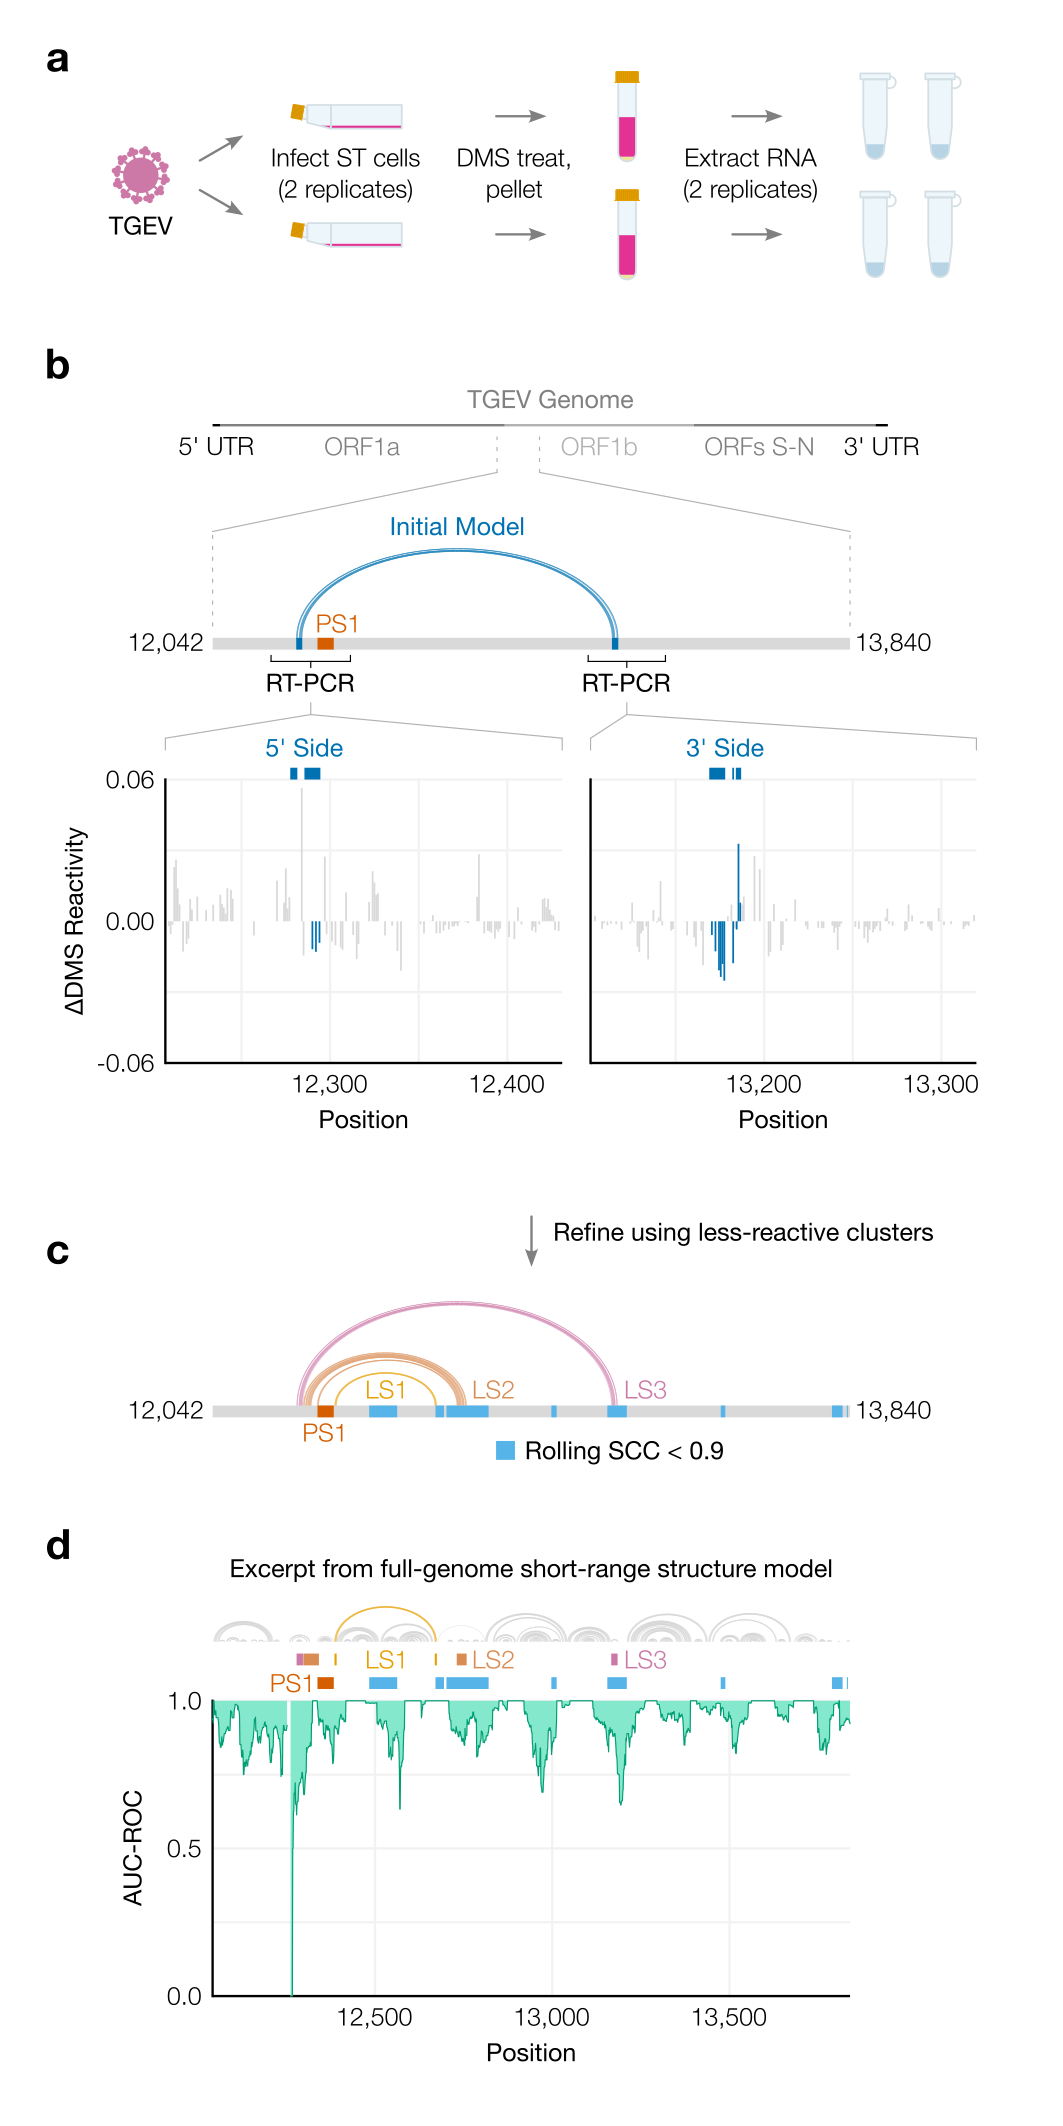 a
TGEV
Infect ST cells
(2 replicates)
DMS treat,
pellet
Extract RNA
(2 replicates)
b
TGEV Genome
5' UTR
ORF1a
ORF1b
ORFs S-N
3' UTR
Initial Model
PS1
12,042
13,840
RT-PCR
RT-PCR
5' Side
3' Side
0.06
0.00
-0.06
ΔDMS Reactivity
12,300
12,400
13,200
13,300
Position
Position
Refine using less-reactive clusters
c
LS1
LS2
LS3
12,042
13,840
PS1
Rolling SCC < 0.9
d
Excerpt from full-genome short-range structure model
LS1
LS2
LS3
PS1
1.0
0.5
0.0
AUC-ROC
12,500
13,000
13,500
Position